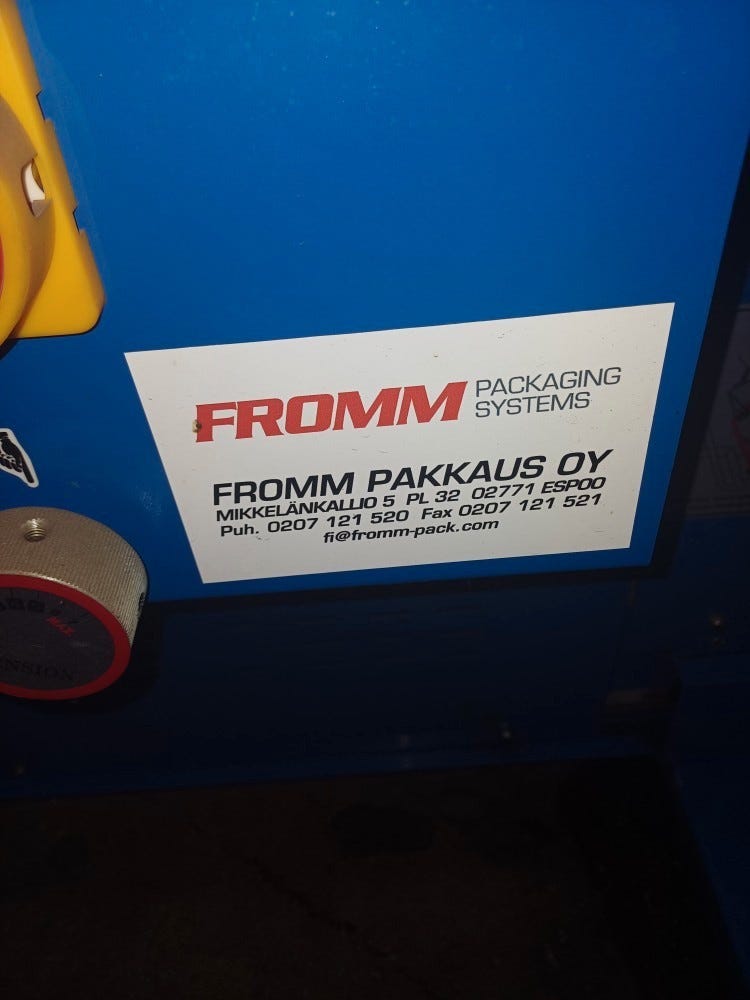 FROMM PACKAGING
SYSTEMS
FROMM PAKKAUS OY
MIKKELÄNKALLIO 5 PL 32 02771 ESPOO
Puh. 0207 121 520 Fax 0207 121 521
fi@fromm-pack.com
MAX.